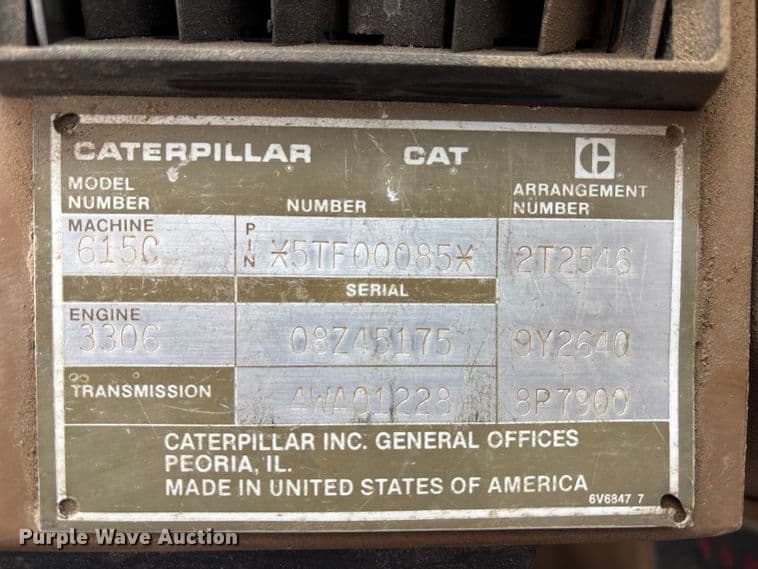 CATERPILLAR CAT
MODEL NUMBER NUMBER ARRANGEMENT NUMBER
MACHINE 615C PIN *5TF00085* 2T2546
SERIAL
ENGINE 3306 08Z45175 9Y2640
TRANSMISSION 4WA01228 8P7900
CATERPILLAR INC. GENERAL OFFICES
PEORIA, IL.
MADE IN UNITED STATES OF AMERICA
6V6847 7
Purple Wave Auction